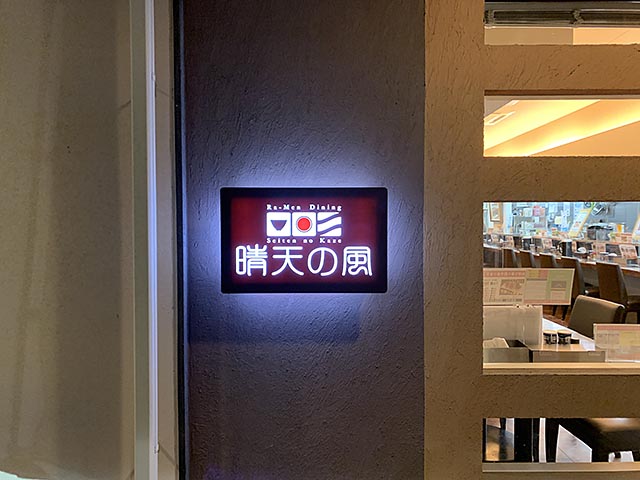 Ra-Men Dining
Seiten no Kaze
晴天の風